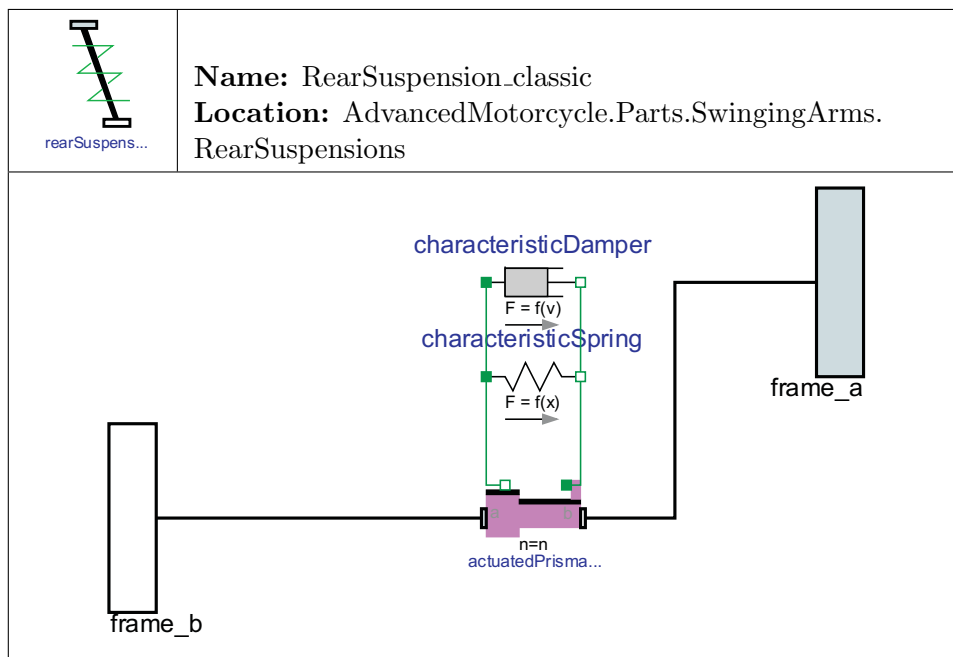 rearSuspens...
Name: RearSuspension_classic
Location: AdvancedMotorcycle.Parts.SwingingArms.
RearSuspensions
characteristicDamper
F = f(v)
characteristicSpring
F = f(x)
frame_a
a
b
n=n
actuatedPrisma...
frame_b